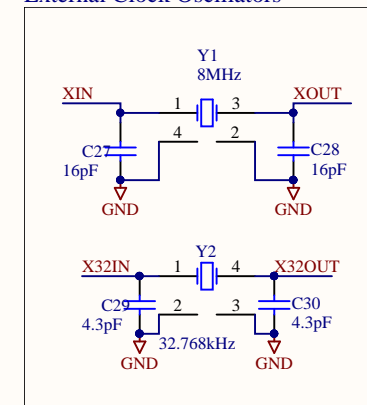 External Clock Oscillators
Y1
8MHz
XIN
XOUT
1
3
4
2
C27
16pF
C28
16pF
GND
GND
Y2
X32IN
X32OUT
1
4
2
3
C29
4.3pF
C30
4.3pF
32.768kHz
GND
GND